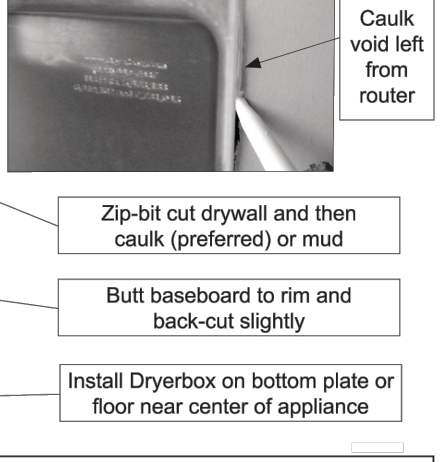 Caulk
void left
from
router
Zip-bit cut drywall and then
caulk (preferred) or mud
Butt baseboard to rim and
back-cut slightly
Install Dryerbox on bottom plate or
floor near center of appliance